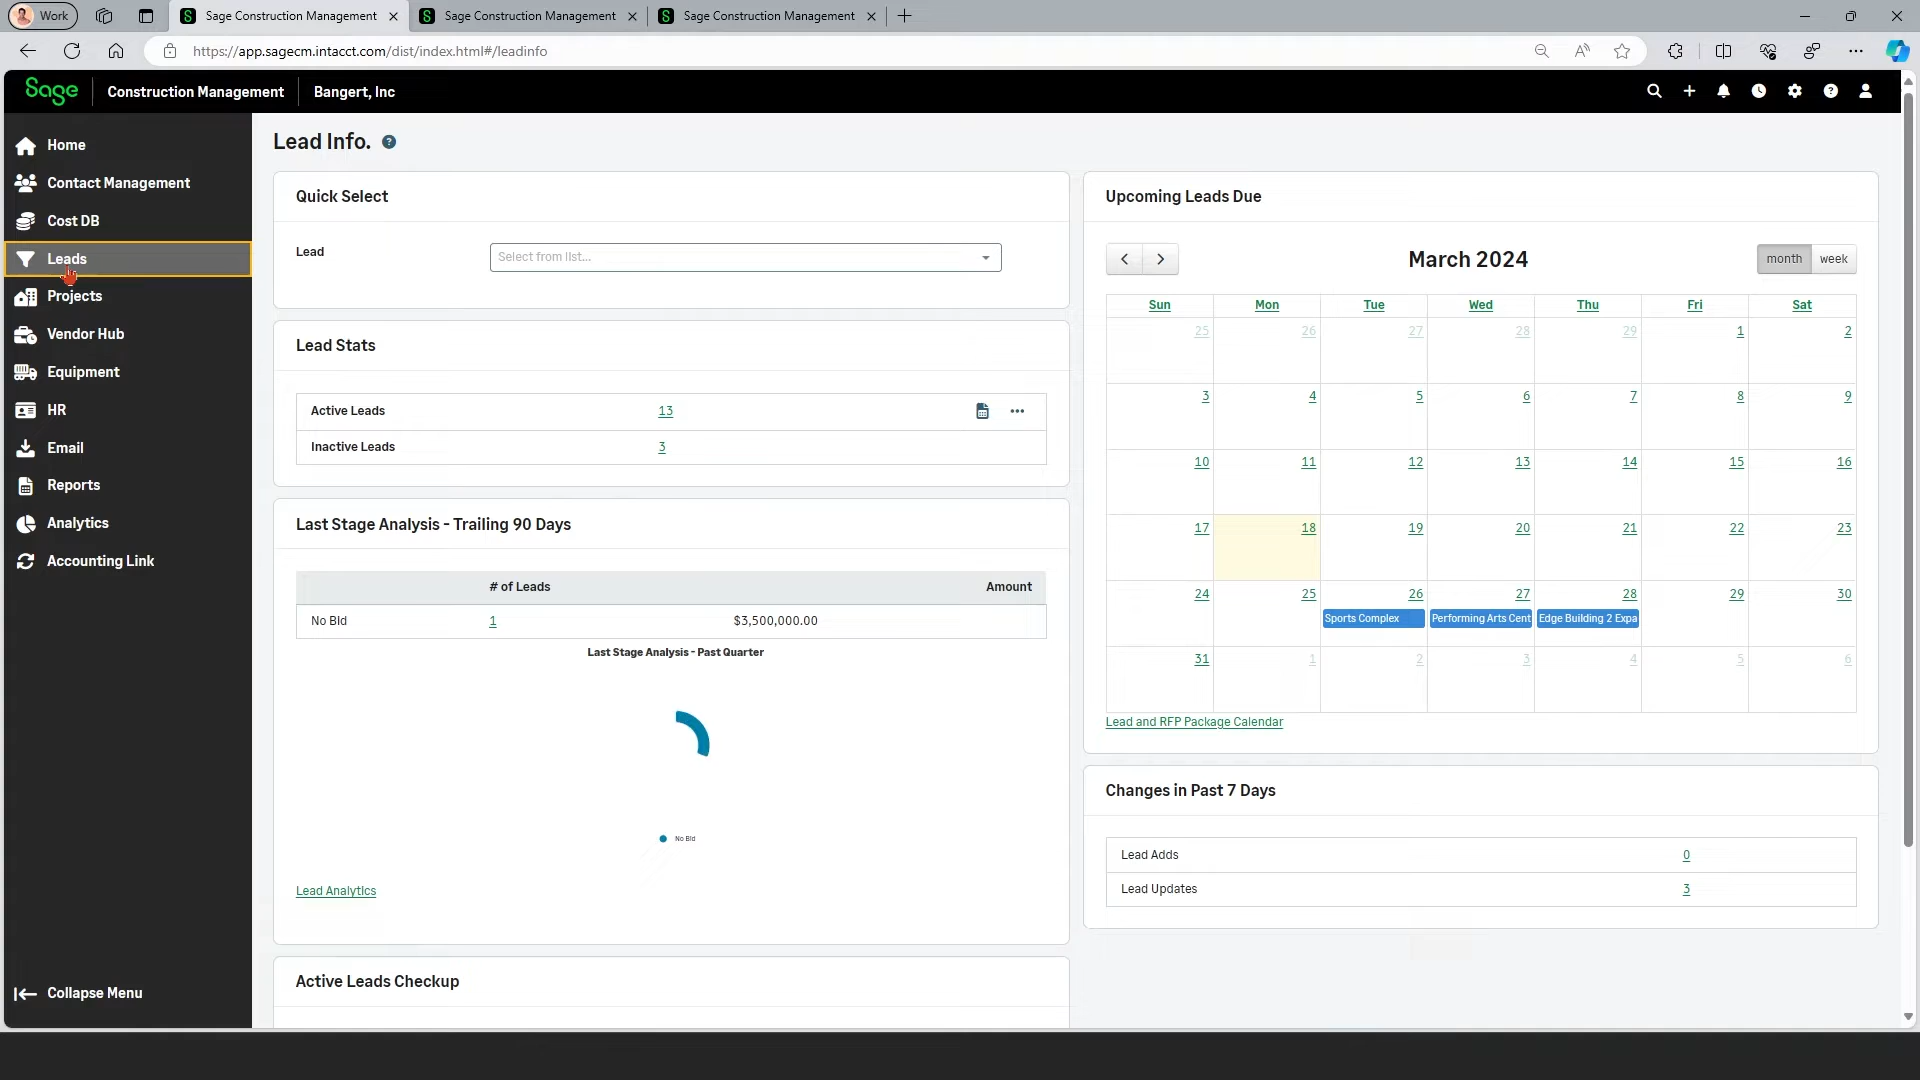 Work
Sage Construction Management
Sage Construction Management
Sage Construction Management
https://app.sagecm.intacct.com/dist/index.html#/leadinfo
Sage
Construction Management
Bangert, Inc
Home
Contact Management
Cost DB
Leads
Projects
Vendor Hub
Equipment
HR
Email
Reports
Analytics
Accounting Link
Collapse Menu
Lead Info.
Quick Select
Lead
Select from list...
Lead Stats
Active Leads 13
Inactive Leads 3
Last Stage Analysis - Trailing 90 Days
# of Leads Amount
No Bid 1 $3,500,000.00
Last Stage Analysis - Past Quarter
No Bid
Lead Analytics
Active Leads Checkup
Upcoming Leads Due
March 2024
month week
Sun Mon Tue Wed Thu Fri Sat
25 26 27 28 29 1 2
3 4 5 6 7 8 9
10 11 12 13 14 15 16
17 18 19 20 21 22 23
24 25 26 27 28 29 30
Sports Complex Performing Arts Cent Edge Building 2 Expa
31 1 2 3 4 5 6
Lead and RFP Package Calendar
Changes in Past 7 Days
Lead Adds 0
Lead Updates 3